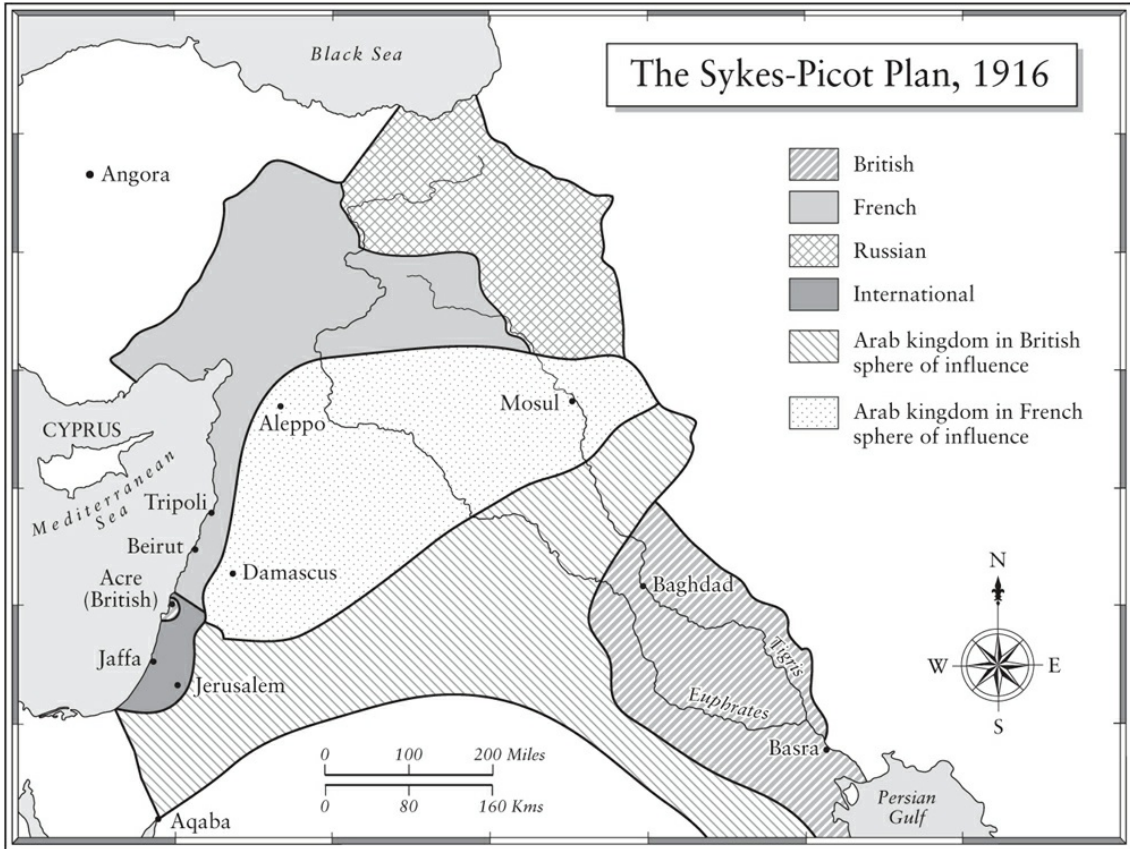 The Sykes-Picot Plan, 1916
Black Sea
Angora
British
French
Russian
International
Arab kingdom in British
sphere of influence
Arab kingdom in French
sphere of influence
Mosul
Aleppo
CYPRUS
Mediterranean
Sea
Tripoli
Beirut
Damascus
Acre
(British)
Baghdad
Jaffa
Jerusalem
Tigris
Euphrates
Basra
N
W
E
S
0 100 200 Miles
0 80 160 Kms
Persian
Gulf
Aqaba